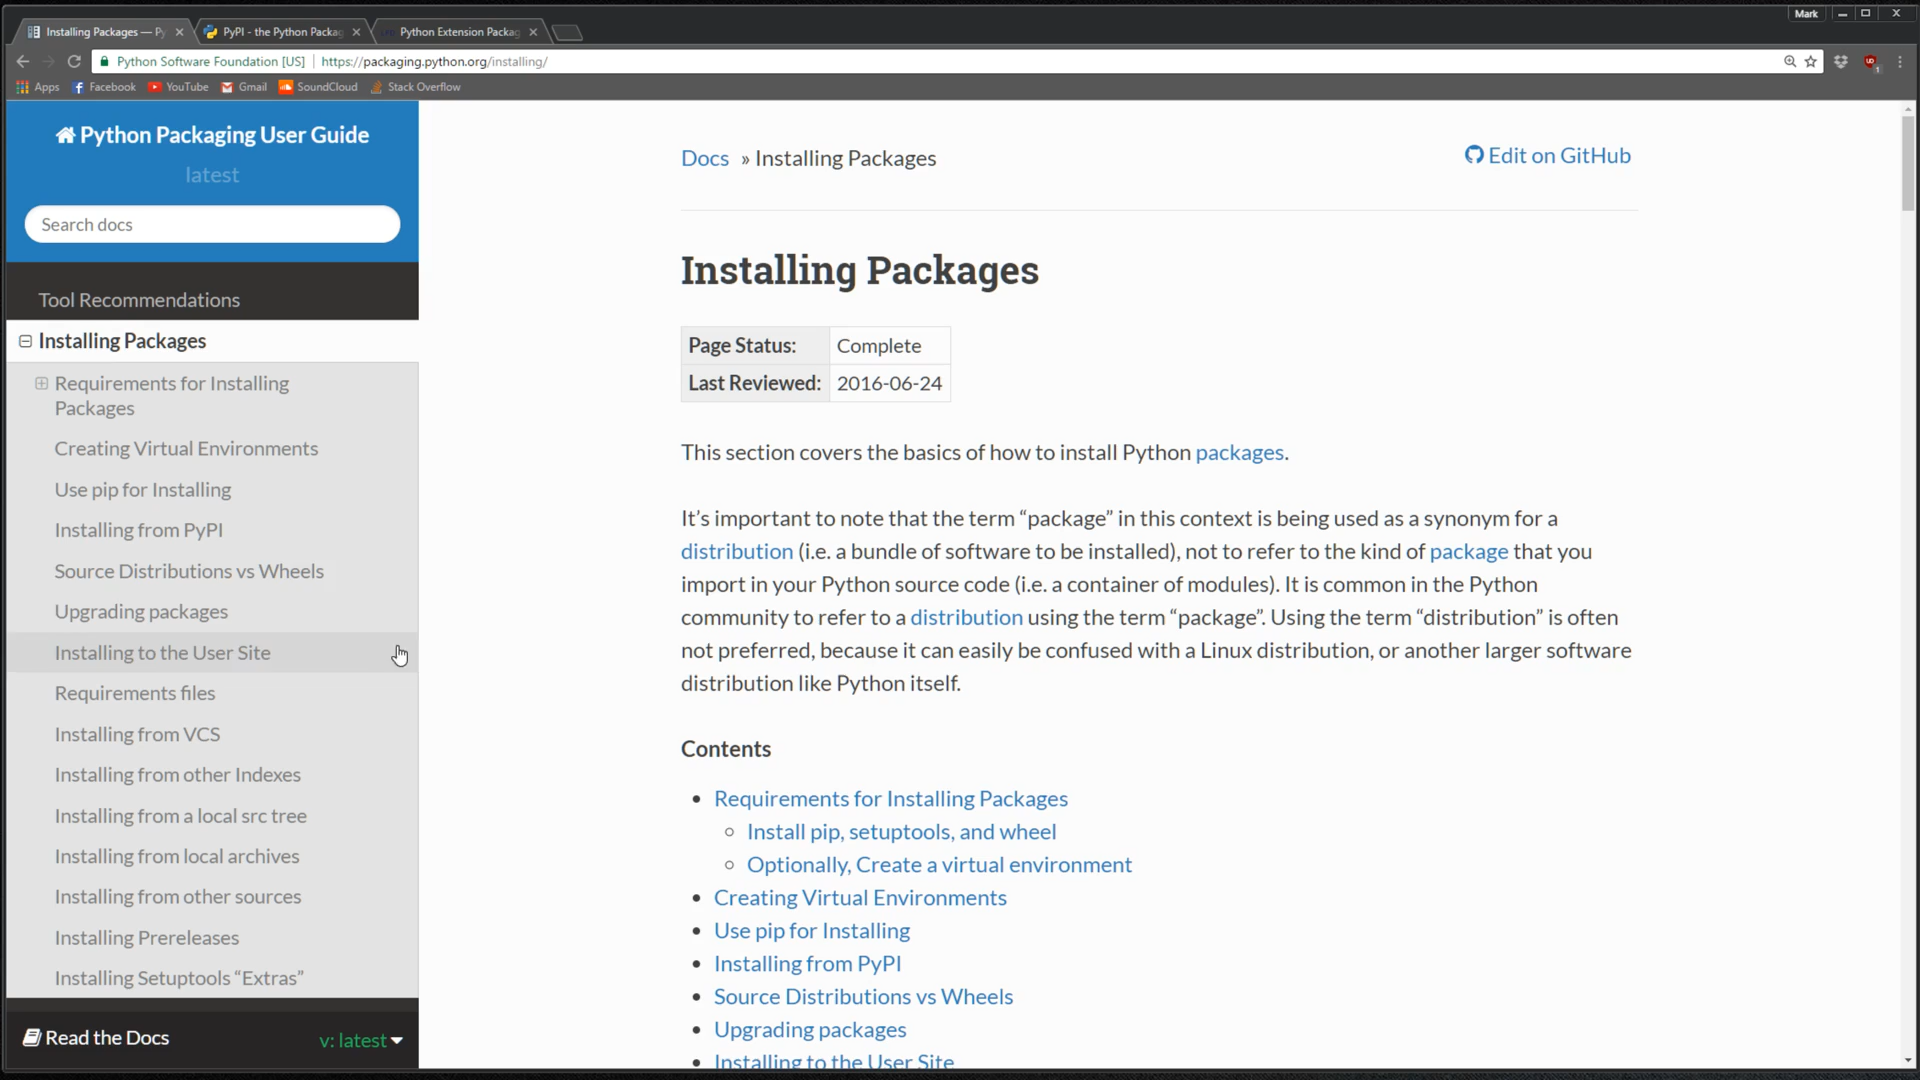 Mark
Installing Packages — Py
PyPI - the Python Packag
Python Extension Packag
Python Software Foundation [US]
https://packaging.python.org/installing/
Apps
Facebook
YouTube
Gmail
SoundCloud
Stack Overflow
Python Packaging User Guide
latest
Search docs
Tool Recommendations
Installing Packages
Requirements for Installing
Packages
Creating Virtual Environments
Use pip for Installing
Installing from PyPI
Source Distributions vs Wheels
Upgrading packages
Installing to the User Site
Requirements files
Installing from VCS
Installing from other Indexes
Installing from a local src tree
Installing from local archives
Installing from other sources
Installing Prereleases
Installing Setuptools “Extras”
Read the Docs
v: latest
Docs » Installing Packages
Edit on GitHub
Installing Packages
Page Status: Complete
Last Reviewed: 2016-06-24
This section covers the basics of how to install Python packages.
It’s important to note that the term “package” in this context is being used as a synonym for a
distribution (i.e. a bundle of software to be installed), not to refer to the kind of package that you
import in your Python source code (i.e. a container of modules). It is common in the Python
community to refer to a distribution using the term “package”. Using the term “distribution” is often
not preferred, because it can easily be confused with a Linux distribution, or another larger software
distribution like Python itself.
Contents
• Requirements for Installing Packages
◦ Install pip, setuptools, and wheel
◦ Optionally, Create a virtual environment
• Creating Virtual Environments
• Use pip for Installing
• Installing from PyPI
• Source Distributions vs Wheels
• Upgrading packages
• Installing to the User Site